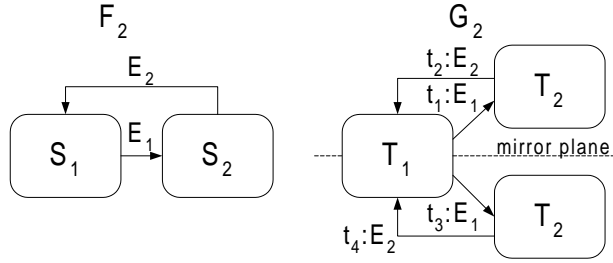 F₂
E₂
S₁
E₁
S₂
G₂
t₂:E₂
t₁:E₁
T₂
T₁
mirror plane
t₃:E₁
T₂
t₄:E₂